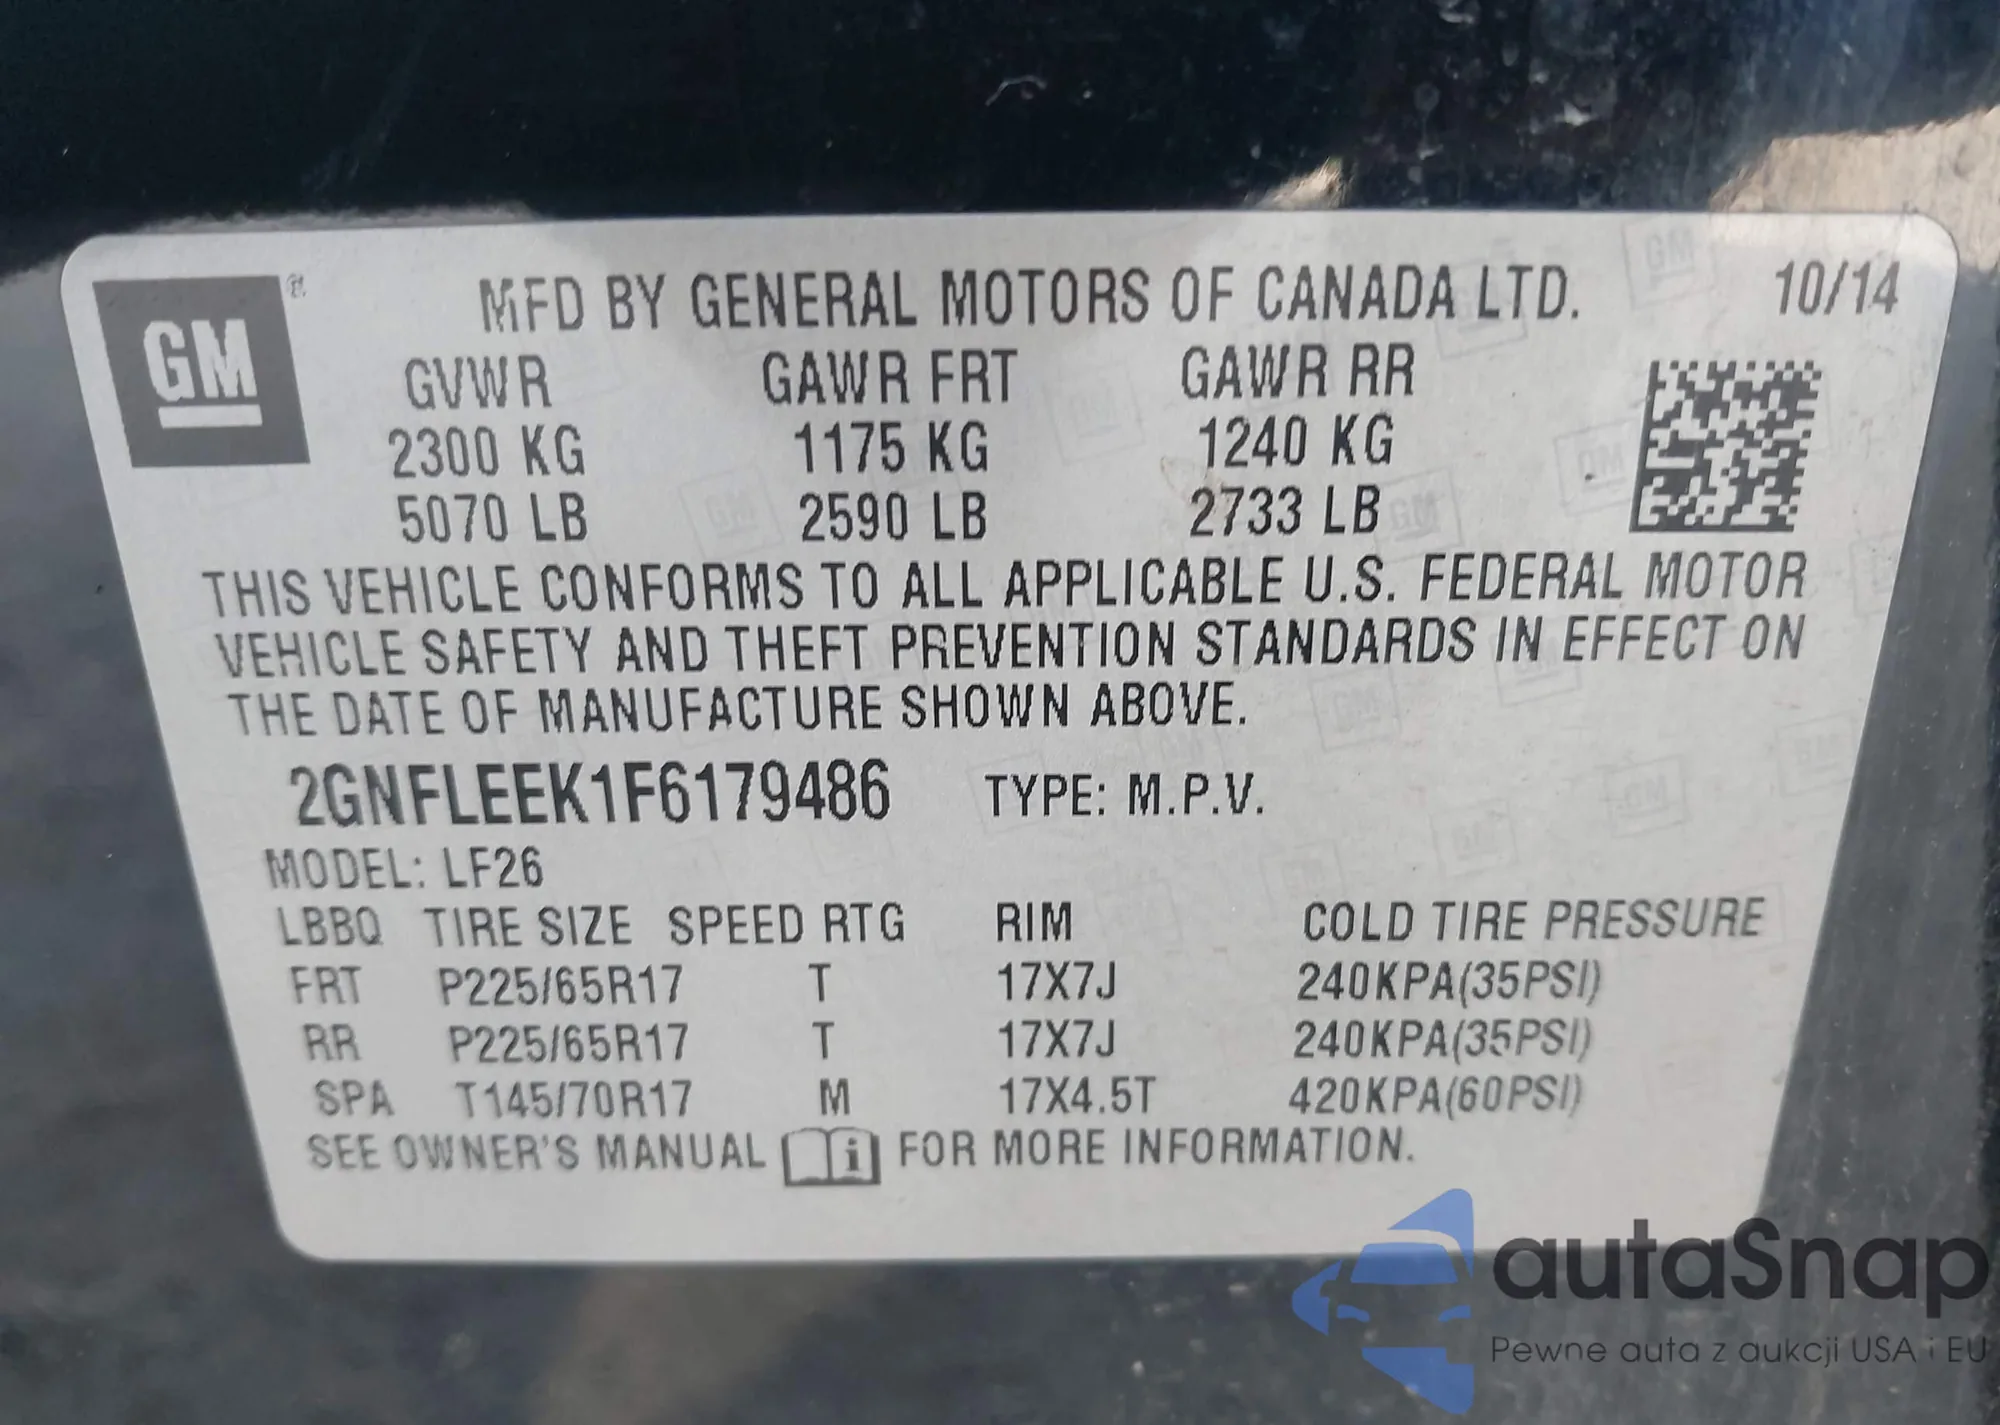 GM®
MFD BY GENERAL MOTORS OF CANADA LTD. 10/14
GVWR GAWR FRT GAWR RR
2300 KG 1175 KG 1240 KG
5070 LB 2590 LB 2733 LB
THIS VEHICLE CONFORMS TO ALL APPLICABLE U.S. FEDERAL MOTOR
VEHICLE SAFETY AND THEFT PREVENTION STANDARDS IN EFFECT ON
THE DATE OF MANUFACTURE SHOWN ABOVE.
2GNFLEEK1F6179486 TYPE: M.P.V.
MODEL: LF26
LBBQ TIRE SIZE SPEED RTG RIM COLD TIRE PRESSURE
FRT P225/65R17 T 17X7J 240KPA(35PSI)
RR P225/65R17 T 17X7J 240KPA(35PSI)
SPA T145/70R17 M 17X4.5T 420KPA(60PSI)
SEE OWNER'S MANUAL i FOR MORE INFORMATION.
autaSnap
Pewne auta z aukcji USA i EU